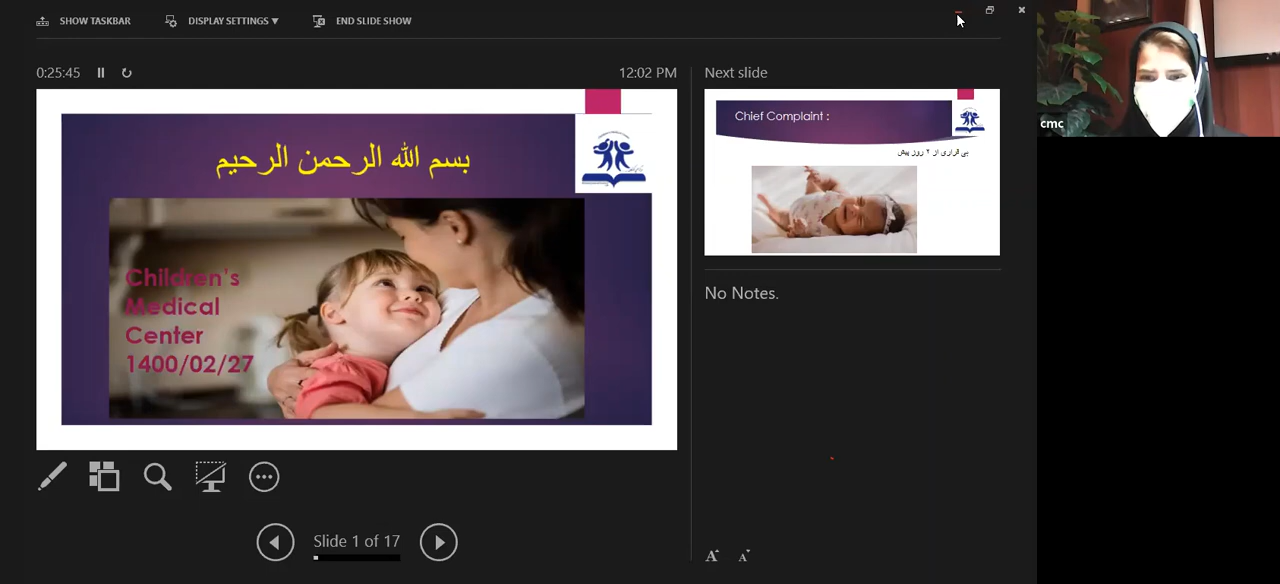 SHOW TASKBAR
DISPLAY SETTINGS ▼
END SLIDE SHOW
0:25:45
12:02 PM
Next slide
بسم الله الرحمن الرحیم
Children's
Medical
Center
1400/02/27
Chief Complaint :
بی قراری از ۲ روز پیش
No Notes.
Slide 1 of 17
A
A
cmc